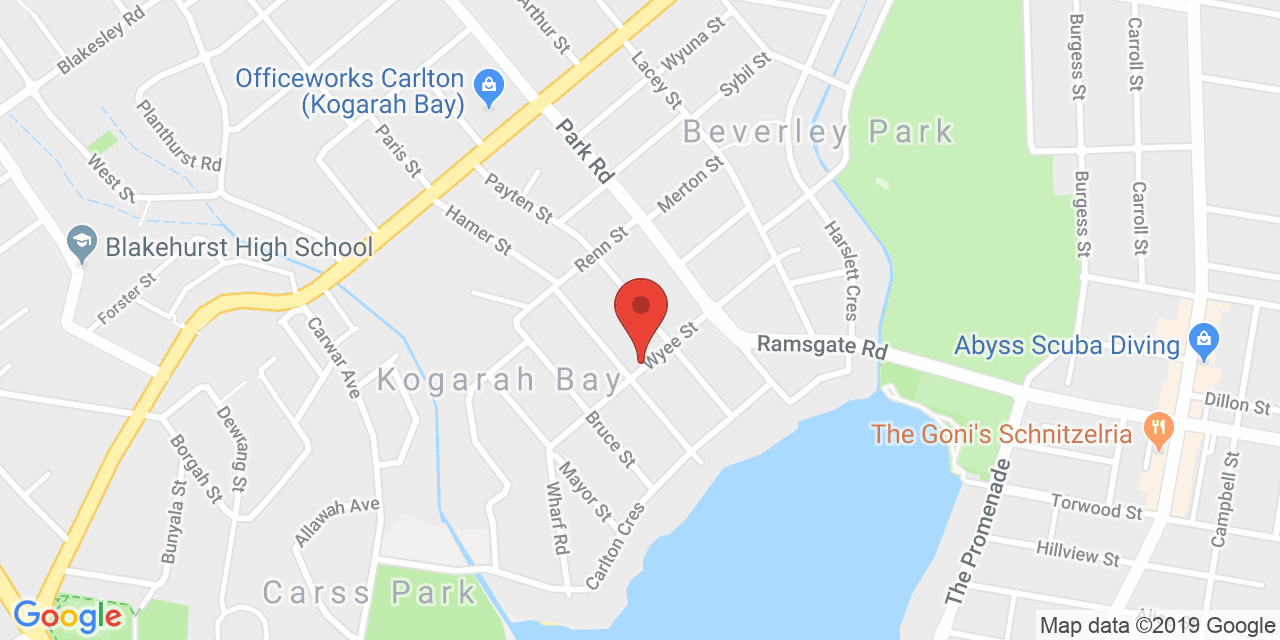 Blakesley Rd
Arthur St
Wyuna St
Lacey St
Sybil St
Burgess St
Carroll St
Officeworks Carlton
(Kogarah Bay)
Planthurst Rd
Paris St
Park Rd
Beverley Park
West St
Payten St
Merton St
Burgess St
Carroll St
Hamer St
Renn St
Blakehurst High School
Harslett Cres
Forster St
Carwar Ave
Wyee St
Ramsgate Rd
Abyss Scuba Diving
Kogarah Bay
Dillon St
Dewrang St
Borgah St
Bruce St
The Goni's Schnitzelria
Mayor St
Wharf Rd
Bunyala St
Allawah Ave
Carlton Cres
The Promenade
Torwood St
Campbell St
Hillview St
Carss Park
Google
Map data ©2019 Google